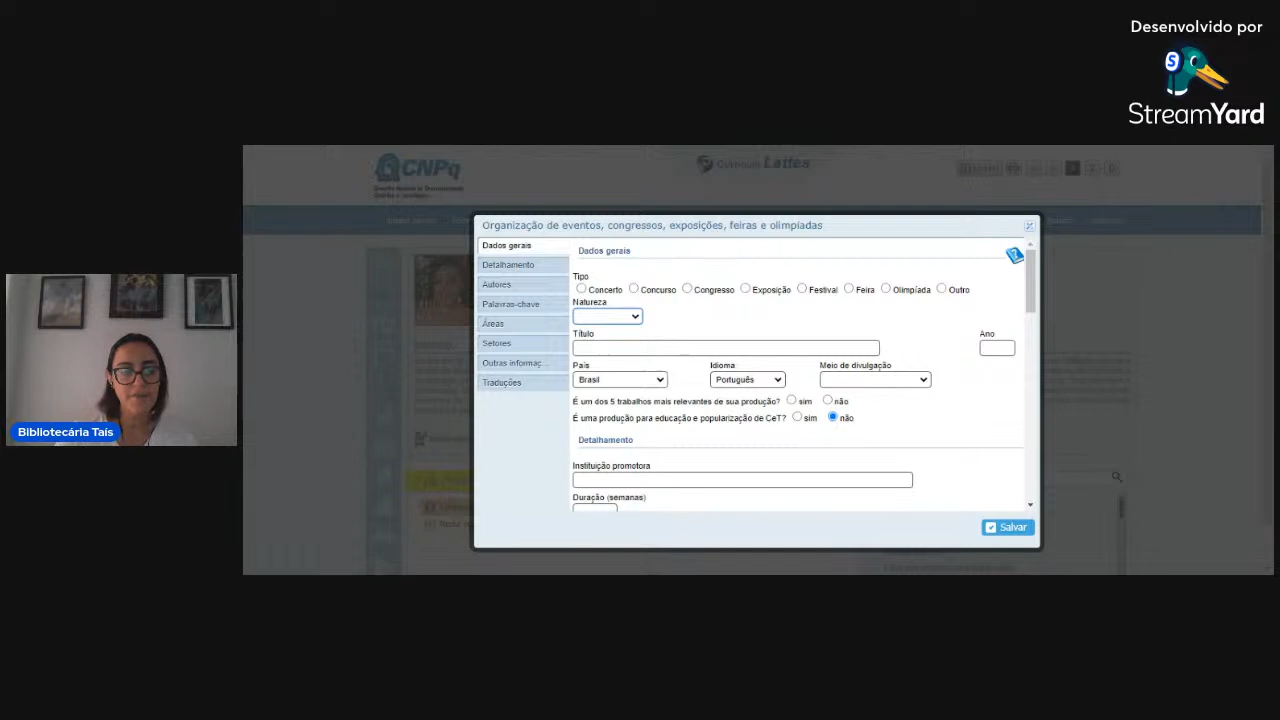 Desenvolvido por
StreamYard
CNPq
Currículo Lattes
Organização de eventos, congressos, exposições, feiras e olimpíadas
Dados gerais
Detalhamento
Autores
Palavras-chave
Áreas
Setores
Outras informaç...
Traduções
Dados gerais
Tipo
Concerto Concurso Congresso Exposição Festival Feira Olimpíada Outro
Natureza
Título Ano
País Idioma Meio de divulgação
Brasil Português
É um dos 5 trabalhos mais relevantes de sua produção? sim não
É uma produção para educação e popularização de CeT? sim não
Detalhamento
Instituição promotora
Duração (semanas)
Salvar
Bibliotecária Taís